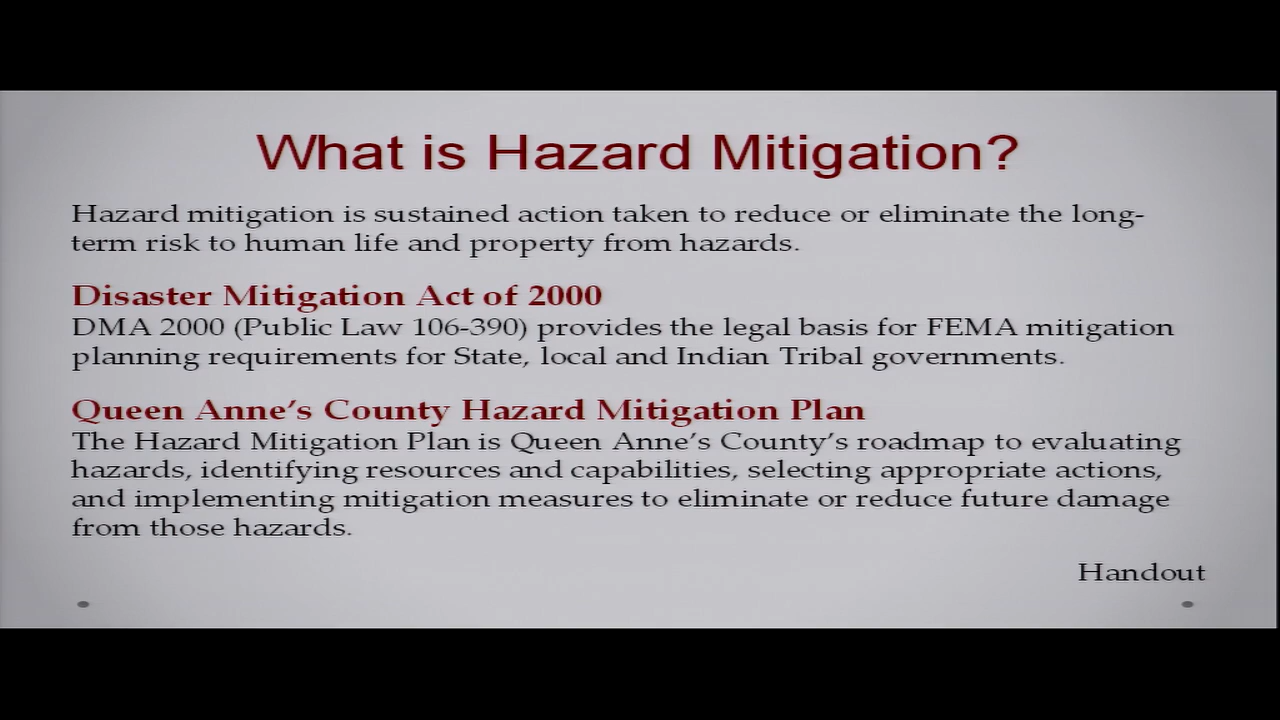 What is Hazard Mitigation?
Hazard mitigation is sustained action taken to reduce or eliminate the long-
term risk to human life and property from hazards.
Disaster Mitigation Act of 2000
DMA 2000 (Public Law 106-390) provides the legal basis for FEMA mitigation
planning requirements for State, local and Indian Tribal governments.
Queen Anne’s County Hazard Mitigation Plan
The Hazard Mitigation Plan is Queen Anne’s County’s roadmap to evaluating
hazards, identifying resources and capabilities, selecting appropriate actions,
and implementing mitigation measures to eliminate or reduce future damage
from those hazards.
Handout